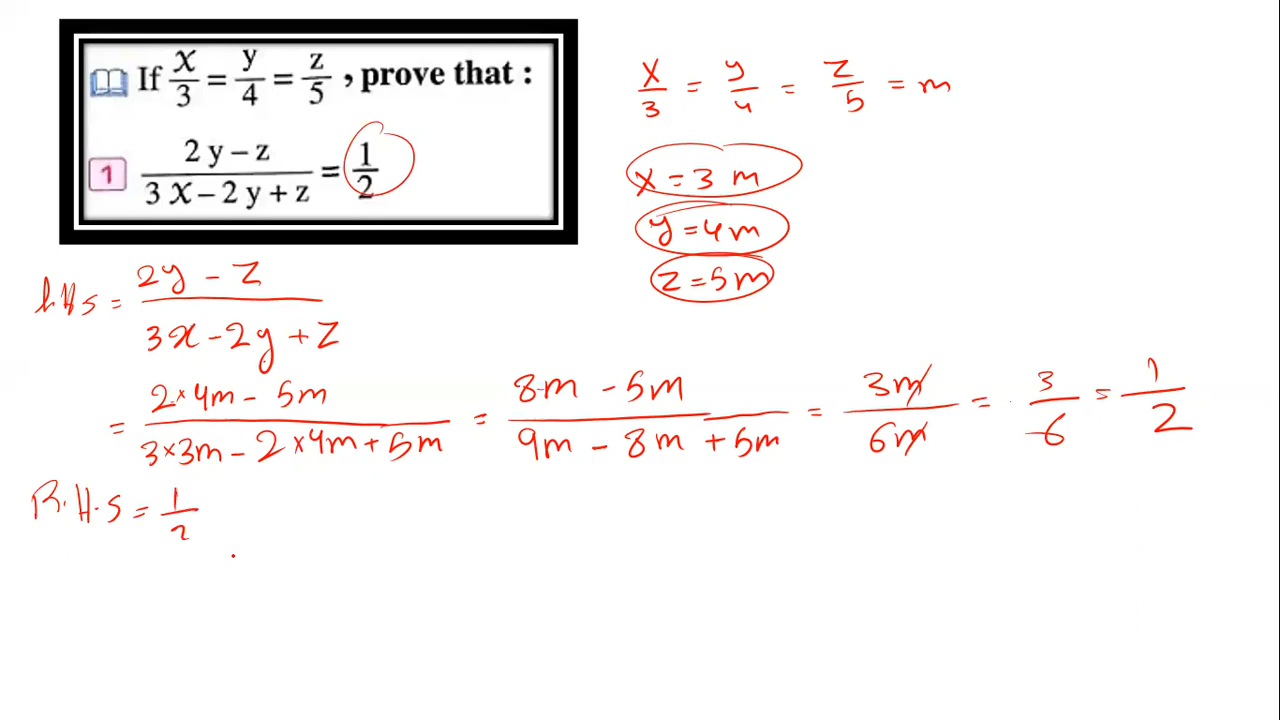 If x/3 = y/4 = z/5 , prove that :
1 (2y − z)/(3x − 2y + z) = 1/2
x/3 = y/4 = z/5 = m
x = 3m
y = 4m
z = 5m
L.H.S = (2y − z)/(3x − 2y + z)
= (2×4m − 5m)/(3×3m − 2×4m + 5m) = (8m − 5m)/(9m − 8m + 5m) = 3m/6m = 3/6 = 1/2
R.H.S = 1/2